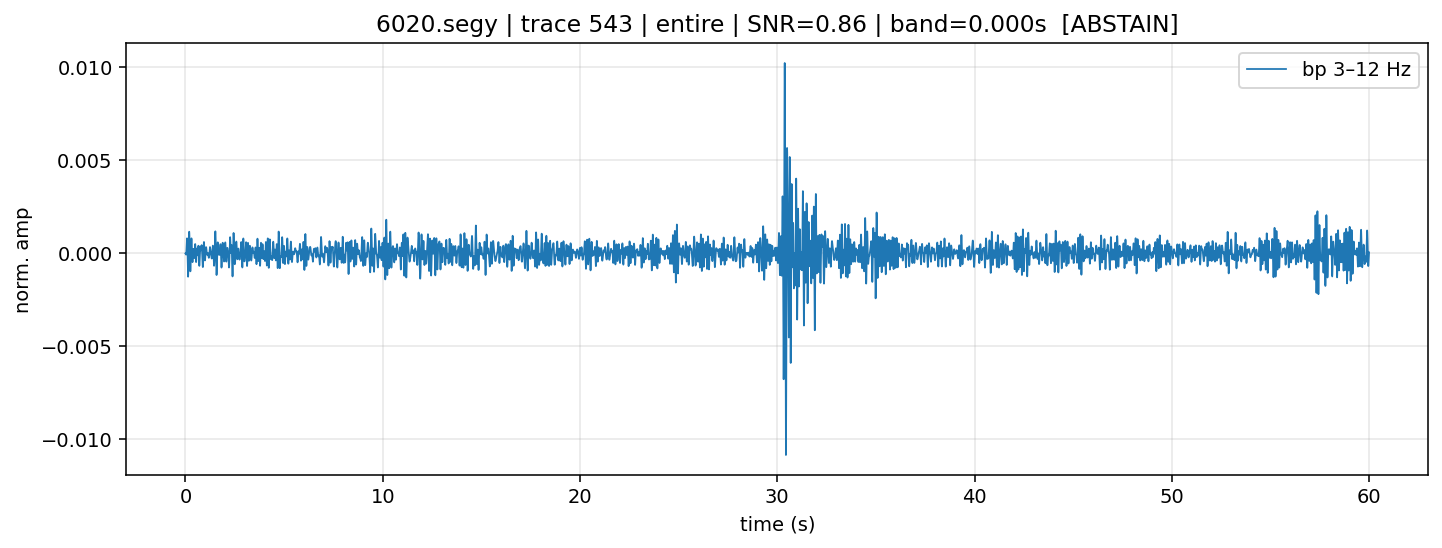 6020.segy | trace 543 | entire | SNR=0.86 | band=0.000s  [ABSTAIN]
bp 3–12 Hz
0.010
0.005
0.000
−0.005
−0.010
norm. amp
0 10 20 30 40 50 60
time (s)